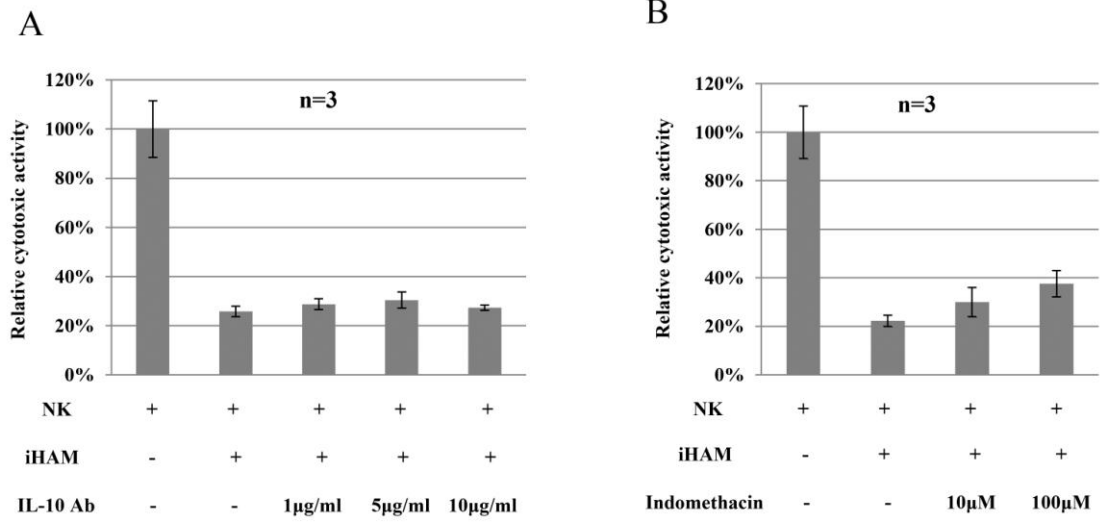 A
Relative cytotoxic activity
120%
100%
80%
60%
40%
20%
0%
n=3
NK + + + + +
iHAM - + + + +
IL-10 Ab - - 1μg/ml 5μg/ml 10μg/ml
B
Relative cytotoxic activity
120%
100%
80%
60%
40%
20%
0%
n=3
NK + + + +
iHAM - + + +
Indomethacin - - 10μM 100μM